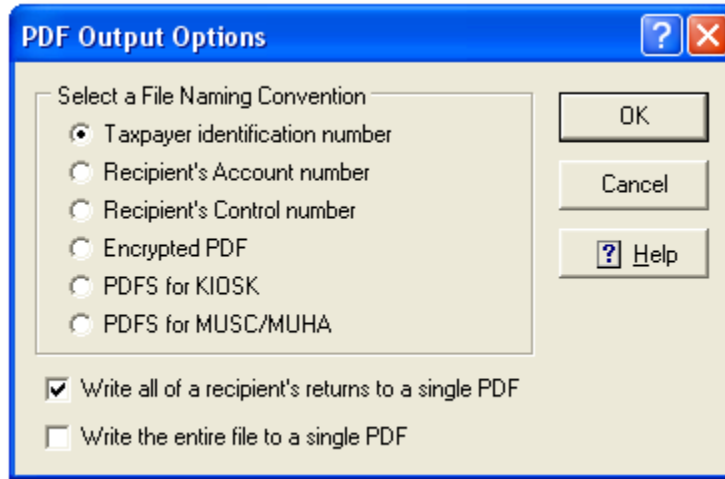 PDF Output Options
Select a File Naming Convention
Taxpayer identification number
Recipient's Account number
Recipient's Control number
Encrypted PDF
PDFS for KIOSK
PDFS for MUSC/MUHA
Write all of a recipient's returns to a single PDF
Write the entire file to a single PDF
OK
Cancel
? Help